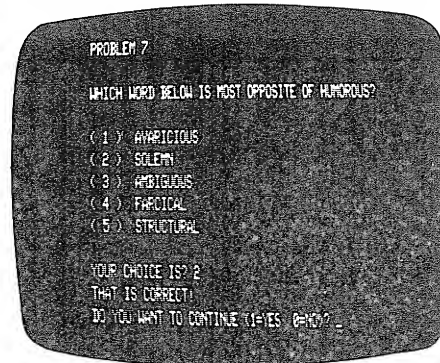 PROBLEM 7
WHICH WORD BELOW IS MOST OPPOSITE OF HUMOROUS?
( 1 ) AVARICIOUS
( 2 ) SOLEMN
( 3 ) AMBIGUOUS
( 4 ) FARCICAL
( 5 ) STRUCTURAL
YOUR CHOICE IS? 2
THAT IS CORRECT!
DO YOU WANT TO CONTINUE (1=YES 0=NO)? _